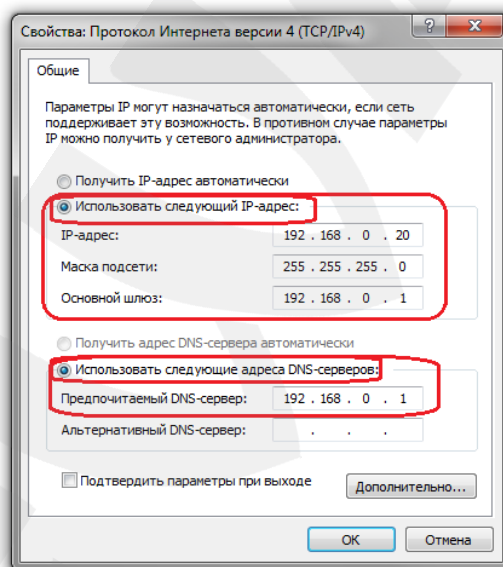 Свойства: Протокол Интернета версии 4 (TCP/IPv4)
Общие
Параметры IP могут назначаться автоматически, если сеть
поддерживает эту возможность. В противном случае параметры
IP можно получить у сетевого администратора.
Получить IP-адрес автоматически
Использовать следующий IP-адрес:
IP-адрес: 192 . 168 . 0 . 20
Маска подсети: 255 . 255 . 255 . 0
Основной шлюз: 192 . 168 . 0 . 1
Получить адрес DNS-сервера автоматически
Использовать следующие адреса DNS-серверов:
Предпочитаемый DNS-сервер: 192 . 168 . 0 . 1
Альтернативный DNS-сервер: . . .
Подтвердить параметры при выходе
Дополнительно...
ОК Отмена